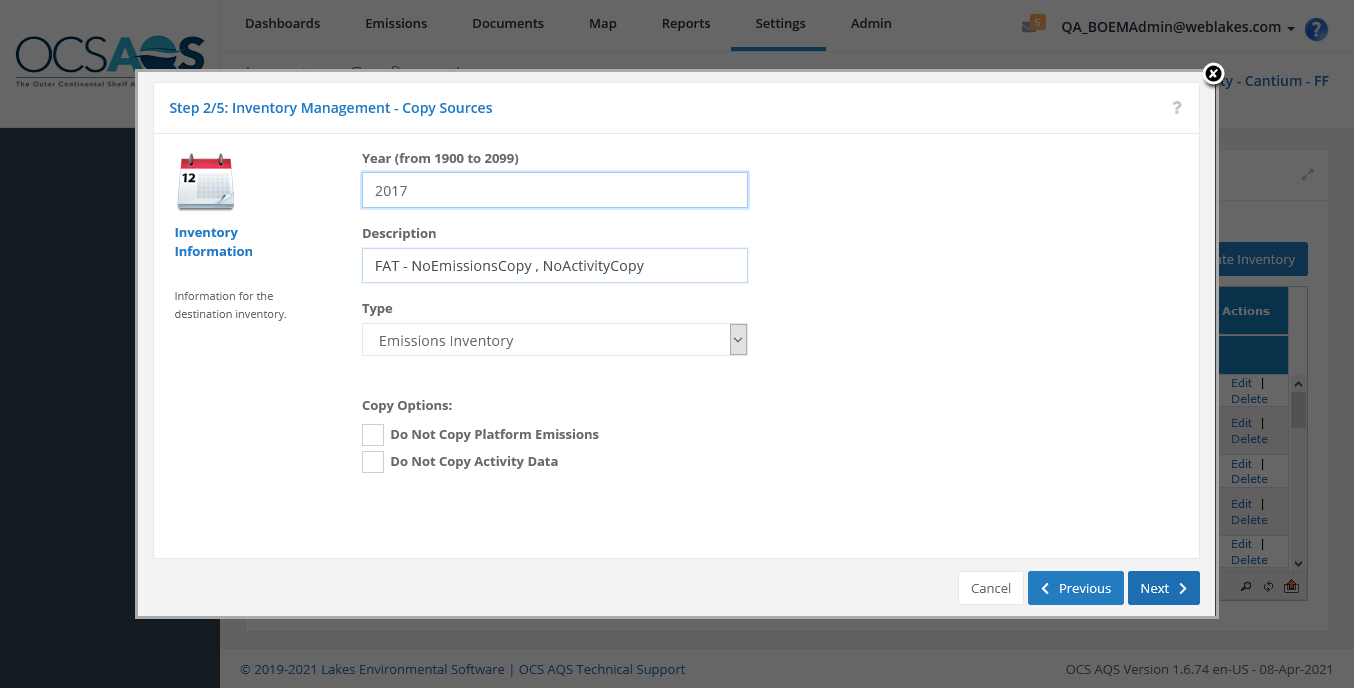 Dashboards Emissions Documents Map Reports Settings Admin 5 QA_BOEMAdmin@weblakes.com ?
OCSAQS
The Outer Continental Shelf A
ty - Cantium - FF
Step 2/5: Inventory Management - Copy Sources ?
12
Inventory
Information
Information for the
destination inventory.
Year (from 1900 to 2099)
2017
Description
FAT - NoEmissionsCopy , NoActivityCopy
Type
Emissions Inventory
Copy Options:
Do Not Copy Platform Emissions
Do Not Copy Activity Data
te Inventory
Actions
Edit |
Delete
Edit |
Delete
Edit |
Delete
Edit |
Delete
Edit |
Delete
Cancel Previous Next
© 2019-2021 Lakes Environmental Software | OCS AQS Technical Support
OCS AQS Version 1.6.74 en-US - 08-Apr-2021